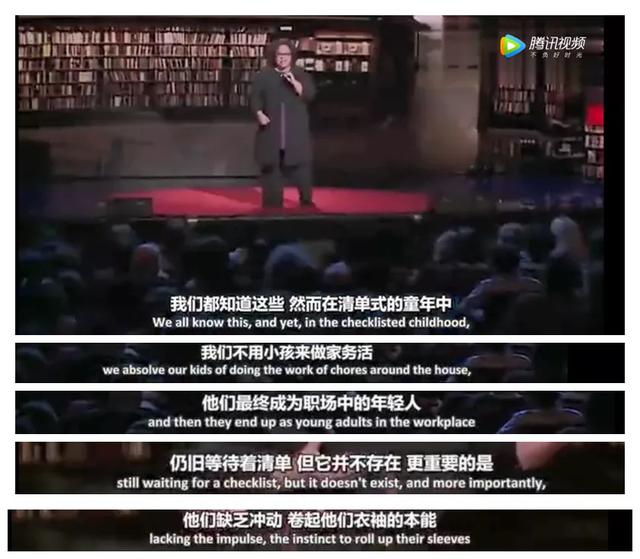 腾讯视频
不负好时光
我们都知道这些 然而在清单式的童年中
We all know this, and yet, in the checklisted childhood,
我们不用小孩来做家务活
we absolve our kids of doing the work of chores around the house,
他们最终成为职场中的年轻人
and then they end up as young adults in the workplace
仍旧等待着清单 但它并不存在 更重要的是
still waiting for a checklist, but it doesn't exist, and more importantly,
他们缺乏冲动 卷起他们衣袖的本能
lacking the impulse, the instinct to roll up their sleeves